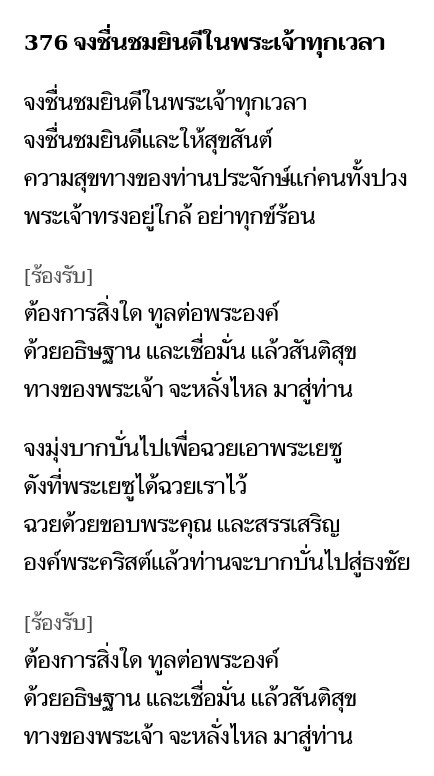 376 จงชื่นชมยินดีในพระเจ้าทุกเวลา
จงชื่นชมยินดีในพระเจ้าทุกเวลา
จงชื่นชมยินดีและให้สุขสันต์
ความสุขทางของท่านประจักษ์แก่คนทั้งปวง
พระเจ้าทรงอยู่ใกล้ อย่าทุกข์ร้อน
[ร้องรับ]
ต้องการสิ่งใด ทูลต่อพระองค์
ด้วยอธิษฐาน และเชื่อมั่น แล้วสันติสุข
ทางของพระเจ้า จะหลั่งไหล มาสู่ท่าน
จงมุ่งบากบั่นไปเพื่อฉวยเอาพระเยซู
ดังที่พระเยซูได้ฉวยเราไว้
ฉวยด้วยขอบพระคุณ และสรรเสริญ
องค์พระคริสต์แล้วท่านจะบากบั่นไปสู่ธงชัย
[ร้องรับ]
ต้องการสิ่งใด ทูลต่อพระองค์
ด้วยอธิษฐาน และเชื่อมั่น แล้วสันติสุข
ทางของพระเจ้า จะหลั่งไหล มาสู่ท่าน